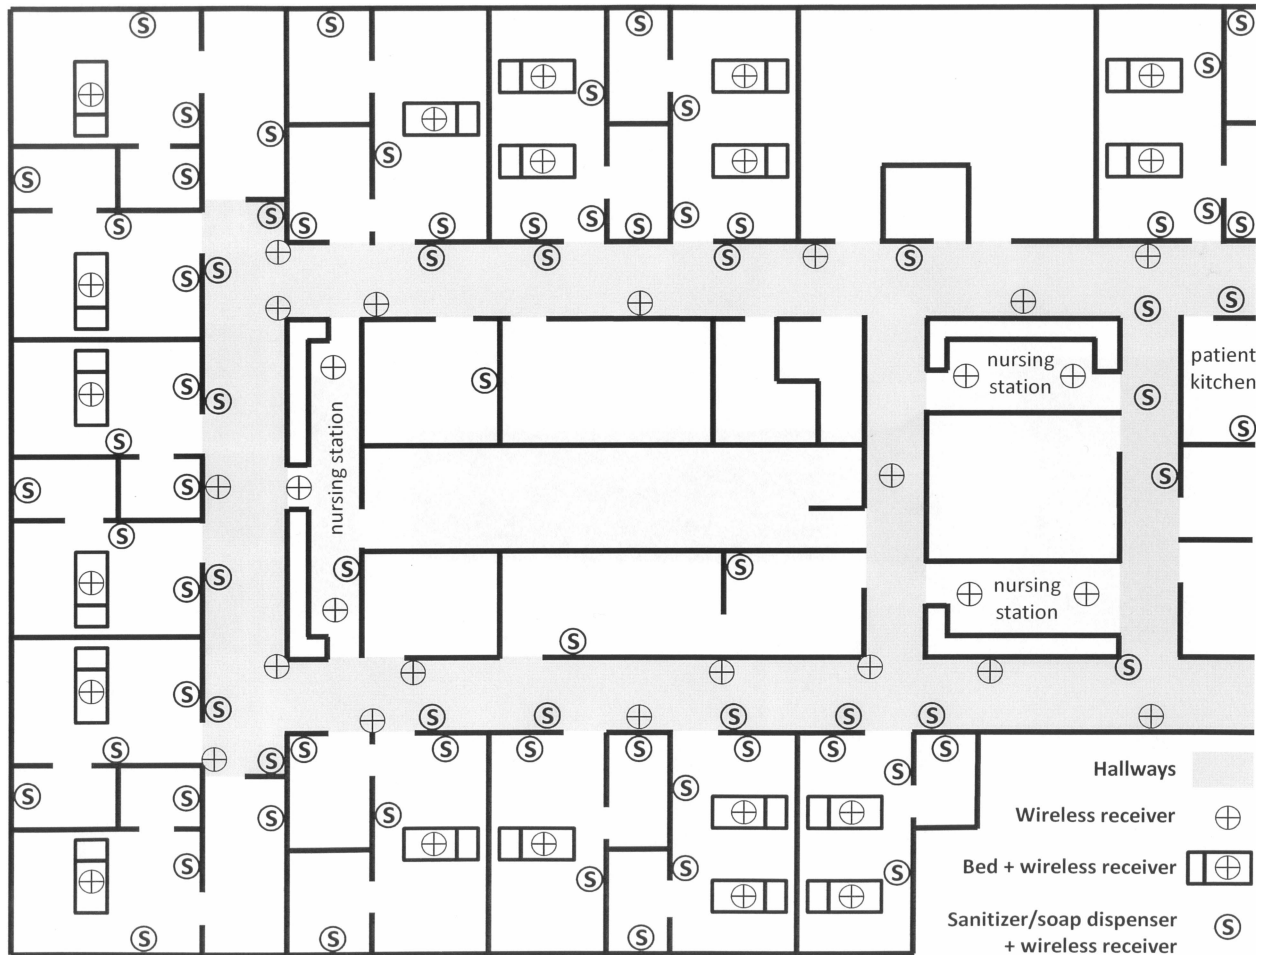 nursing
station
patient
kitchen
nursing station
nursing
station
Hallways
Wireless receiver
Bed + wireless receiver
Sanitizer/soap dispenser
+ wireless receiver
S